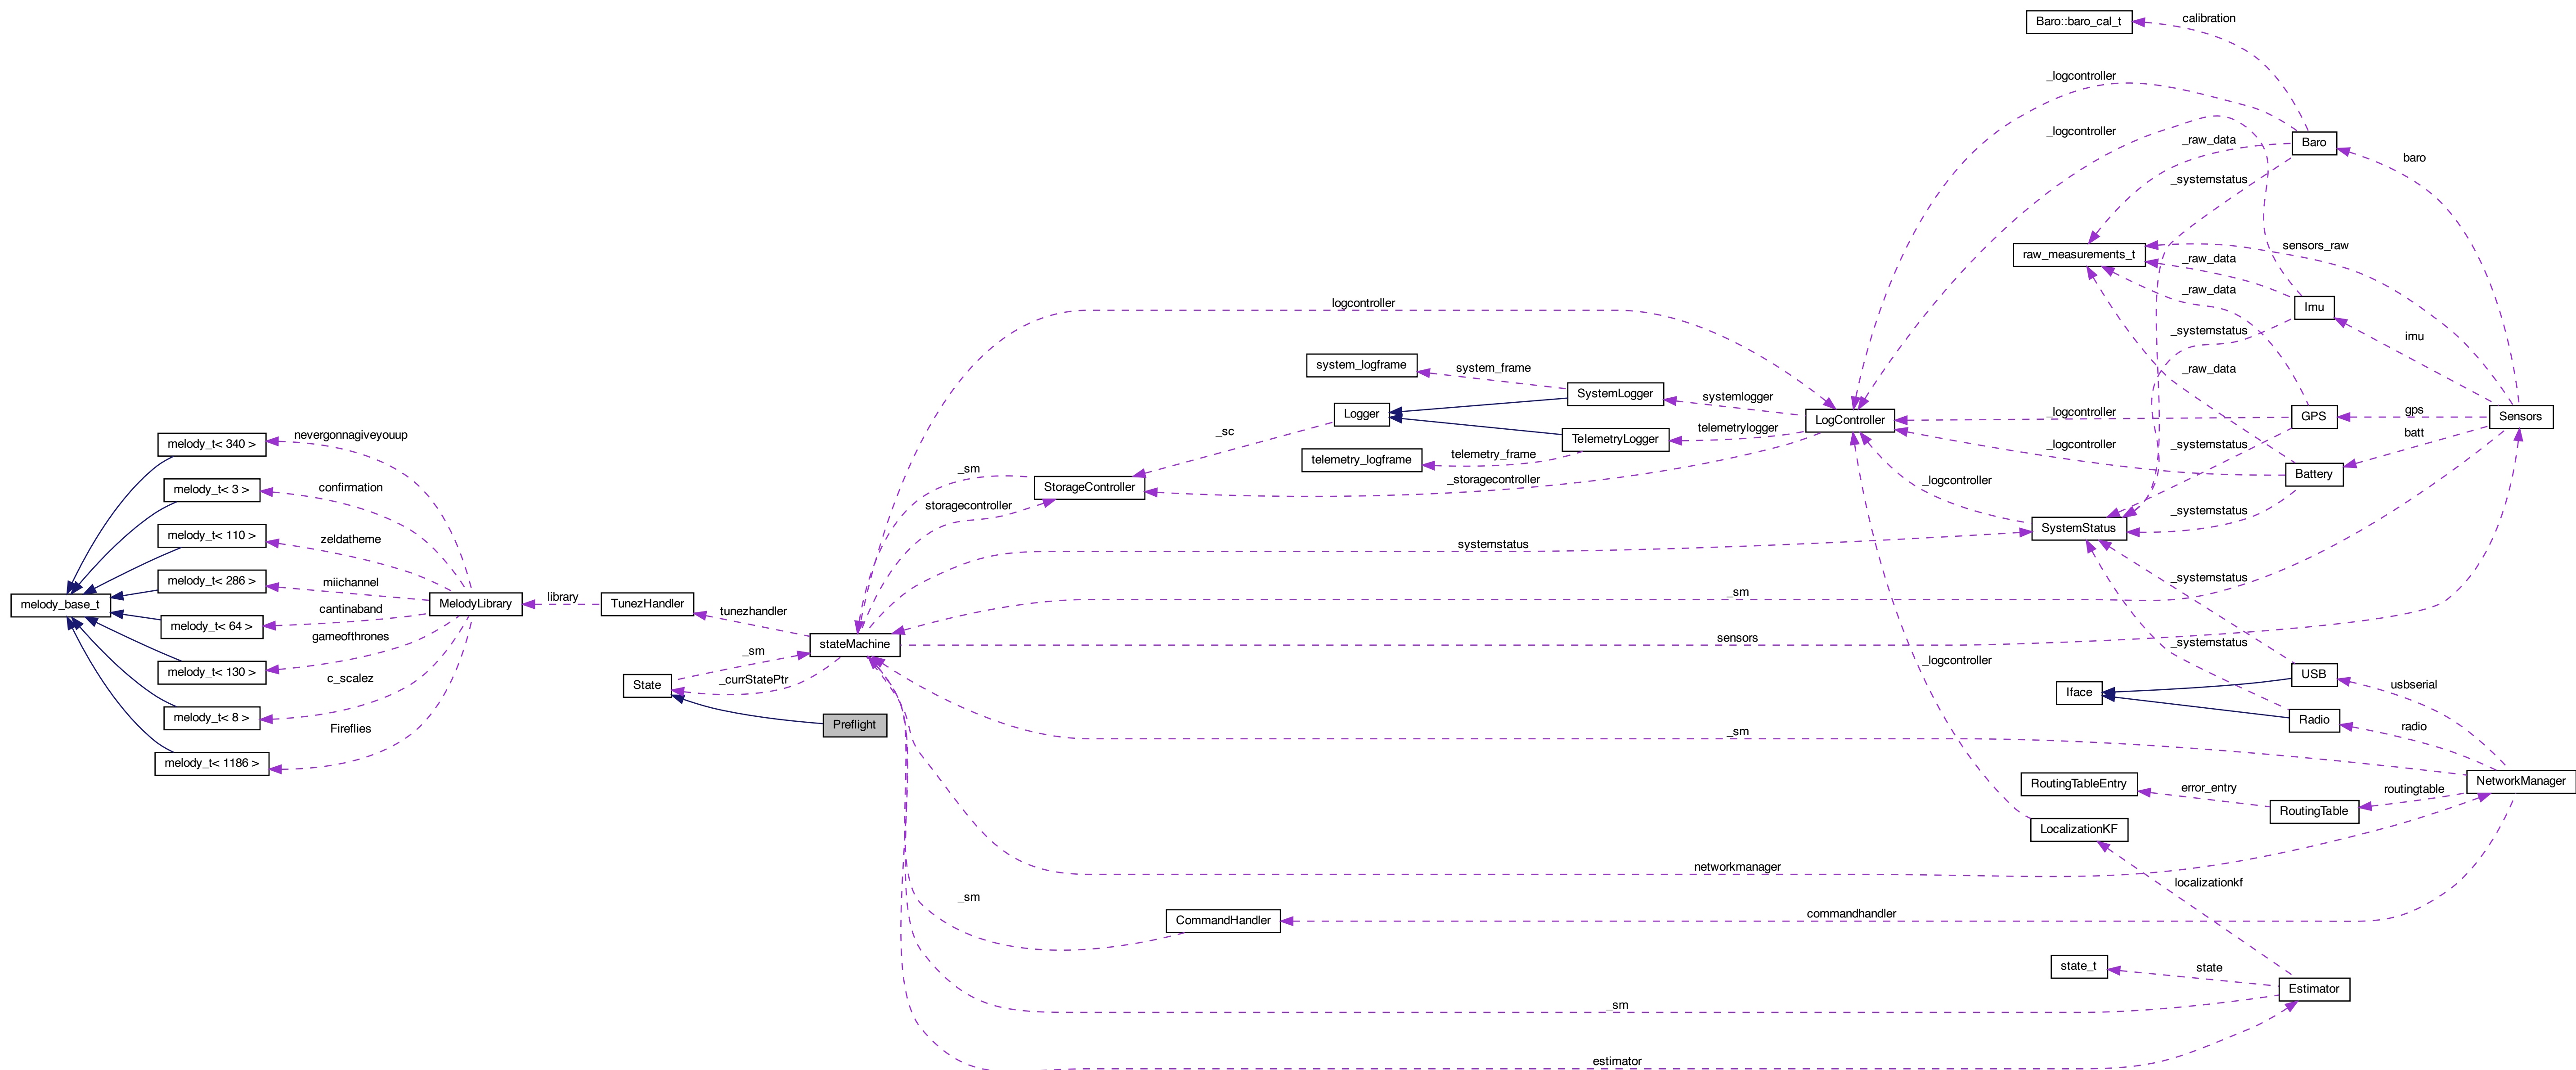 Baro::baro_cal_t
calibration
_logcontroller
_logcontroller
_raw_data
Baro
baro
_systemstatus
raw_measurements_t
sensors_raw
_raw_data
_raw_data
Imu
logcontroller
_systemstatus
imu
system_logframe
system_frame
_raw_data
SystemLogger
systemlogger
Logger
LogController
_logcontroller
GPS
gps
Sensors
_sc
telemetrylogger
TelemetryLogger
batt
nevergonnagiveyouup
melody_t< 340 >
telemetry_logframe
telemetry_frame
_logcontroller
_systemstatus
_sm
Battery
StorageController
_storagecontroller
_logcontroller
melody_t< 3 >
confirmation
storagecontroller
_systemstatus
SystemStatus
melody_t< 110 >
zeldatheme
systemstatus
melody_t< 286 >
miichannel
_systemstatus
_sm
melody_base_t
MelodyLibrary
library
TunezHandler
cantinaband
tunezhandler
melody_t< 64 >
gameofthrones
stateMachine
sensors
_systemstatus
_sm
_logcontroller
melody_t< 130 >
c_scalez
State
_currStatePtr
USB
usbserial
Iface
melody_t< 8 >
Fireflies
Preflight
Radio
radio
_sm
melody_t< 1186 >
NetworkManager
RoutingTableEntry
error_entry
routingtable
RoutingTable
LocalizationKF
networkmanager
localizationkf
_sm
CommandHandler
commandhandler
state_t
state
Estimator
_sm
estimator